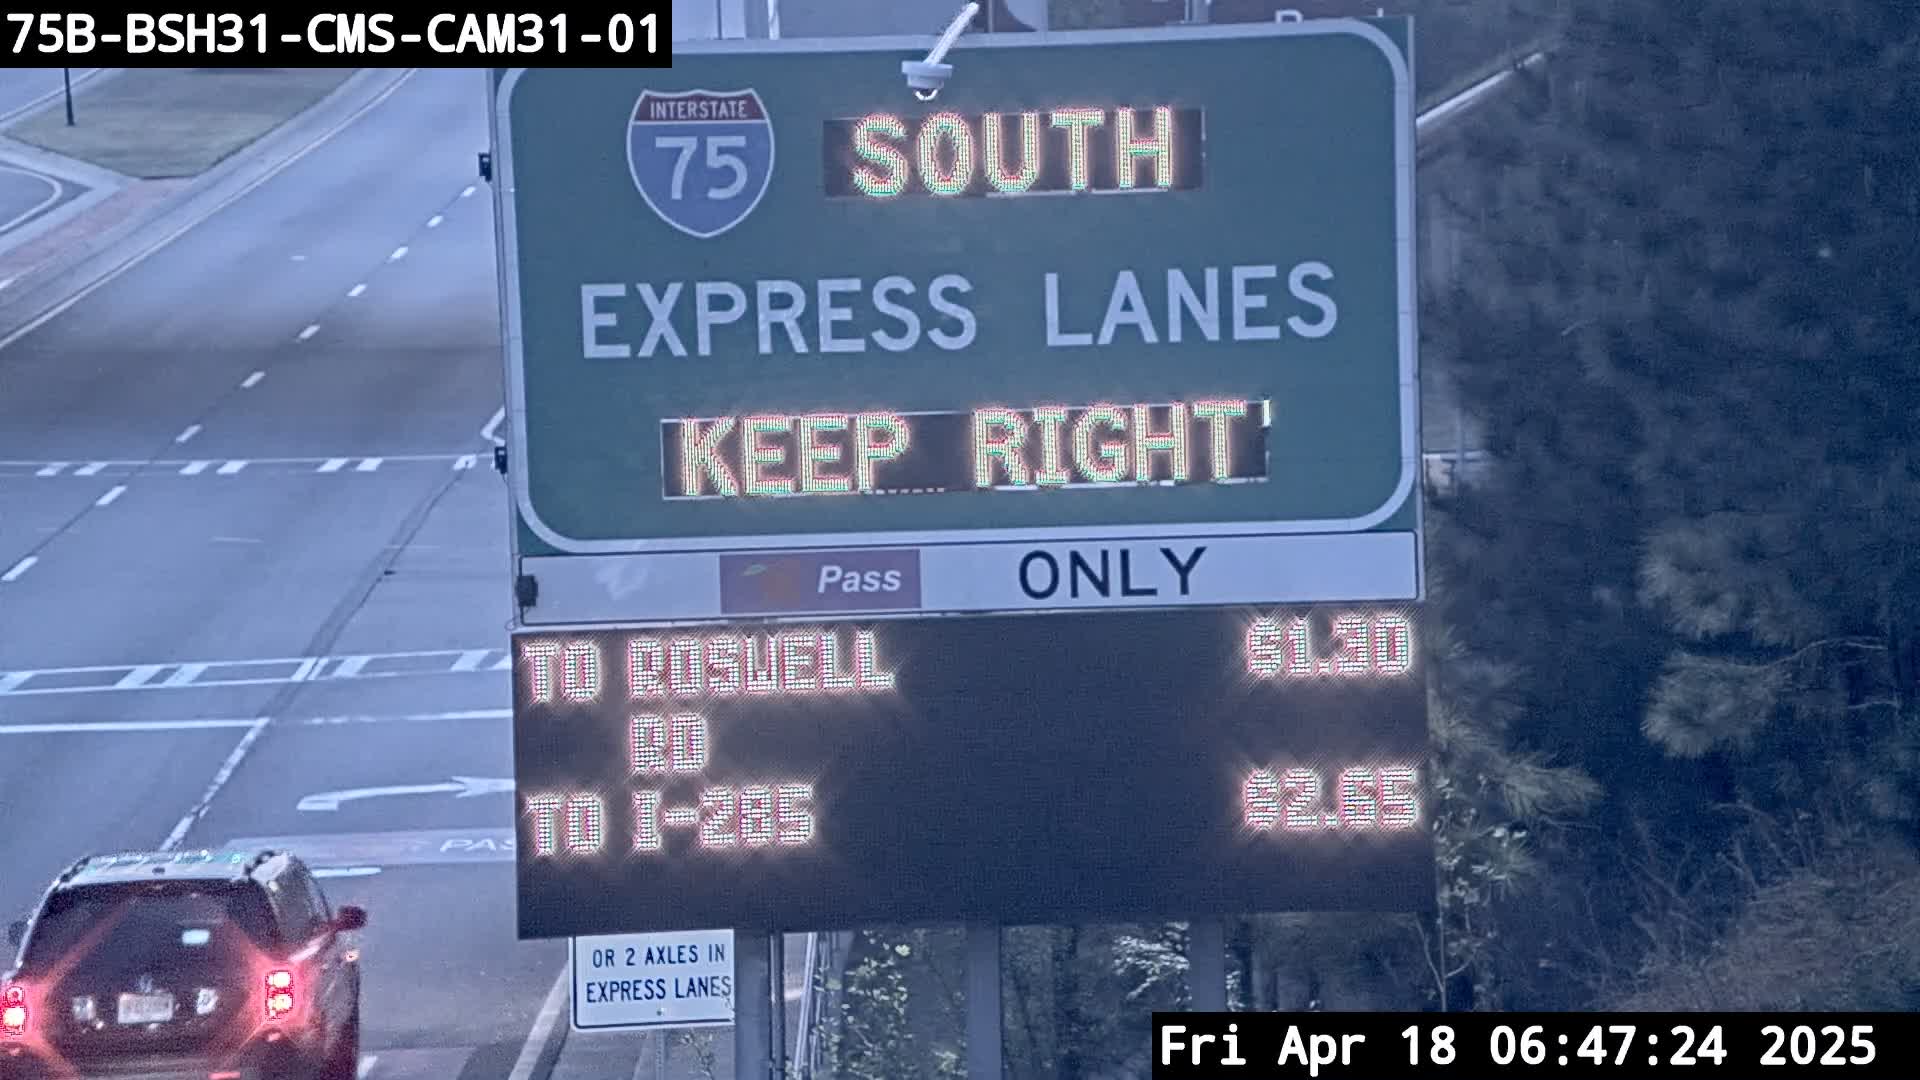 75B-BSH31-CMS-CAM31-01
INTERSTATE
75
SOUTH
EXPRESS LANES
KEEP RIGHT
Pass ONLY
TO ROSWELL $1.30
RD
TO I-285 $2.65
PAS
OR 2 AXLES IN
EXPRESS LANES
Fri Apr 18 06:47:24 2025